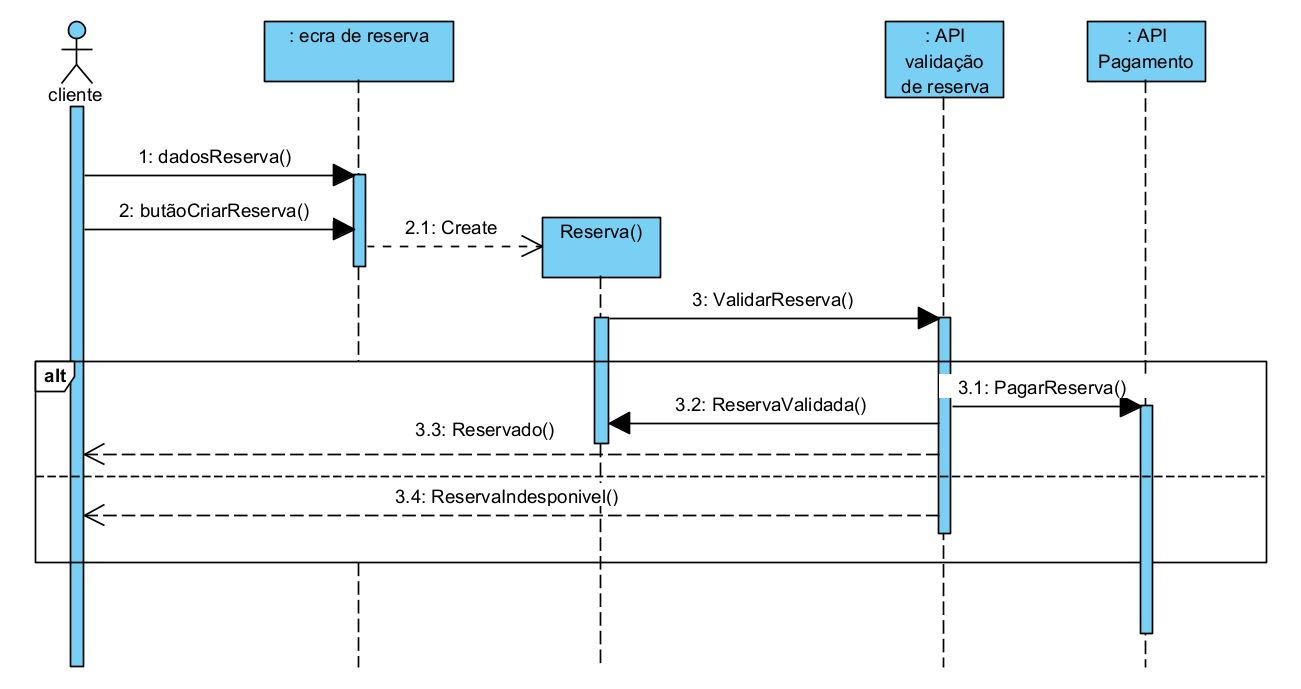 cliente
: ecra de reserva
: API
validação
de reserva
: API
Pagamento
1: dadosReserva()
2: butãoCriarReserva()
2.1: Create
Reserva()
3: ValidarReserva()
alt
3.1: PagarReserva()
3.2: ReservaValidada()
3.3: Reservado()
3.4: ReservaIndesponivel()